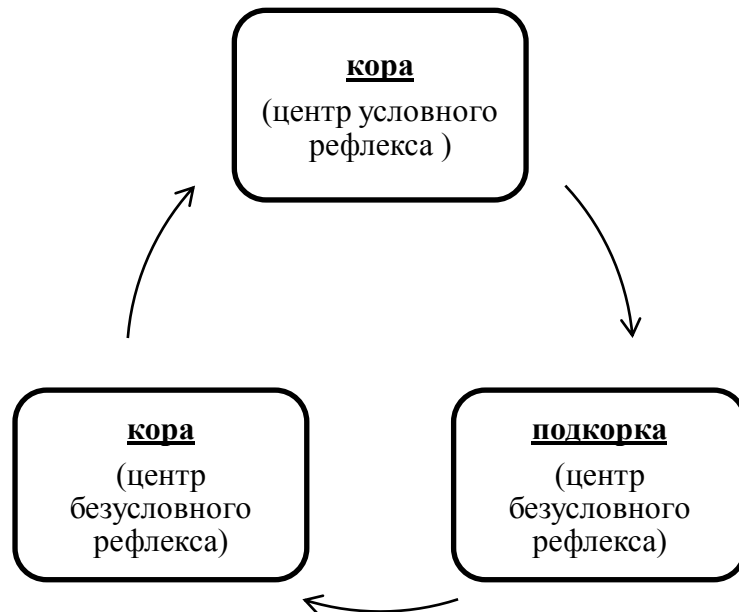 кора
(центр условного
рефлекса )
кора
(центр
безусловного
рефлекса)
подкорка
(центр
безусловного
рефлекса)